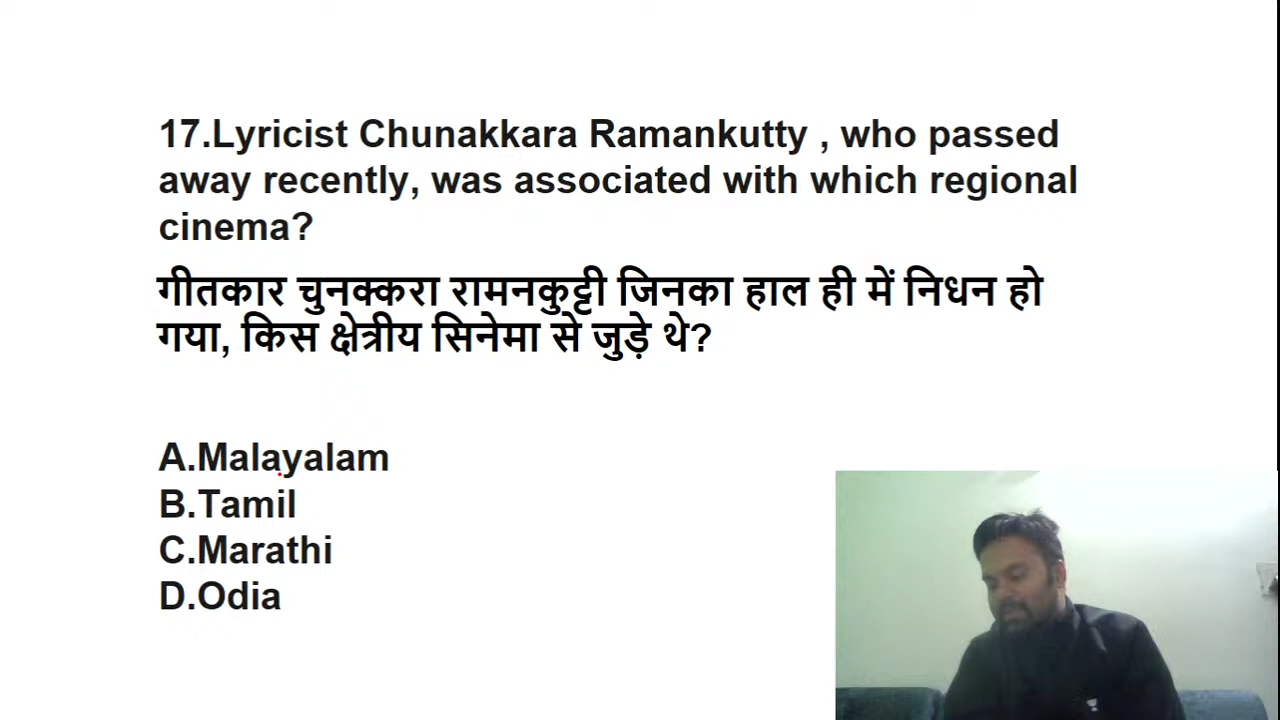 17.Lyricist Chunakkara Ramankutty , who passed
away recently, was associated with which regional
cinema?
गीतकार चुनक्करा रामनकुट्टी जिनका हाल ही में निधन हो
गया, किस क्षेत्रीय सिनेमा से जुड़े थे?
A.Malayalam
B.Tamil
C.Marathi
D.Odia